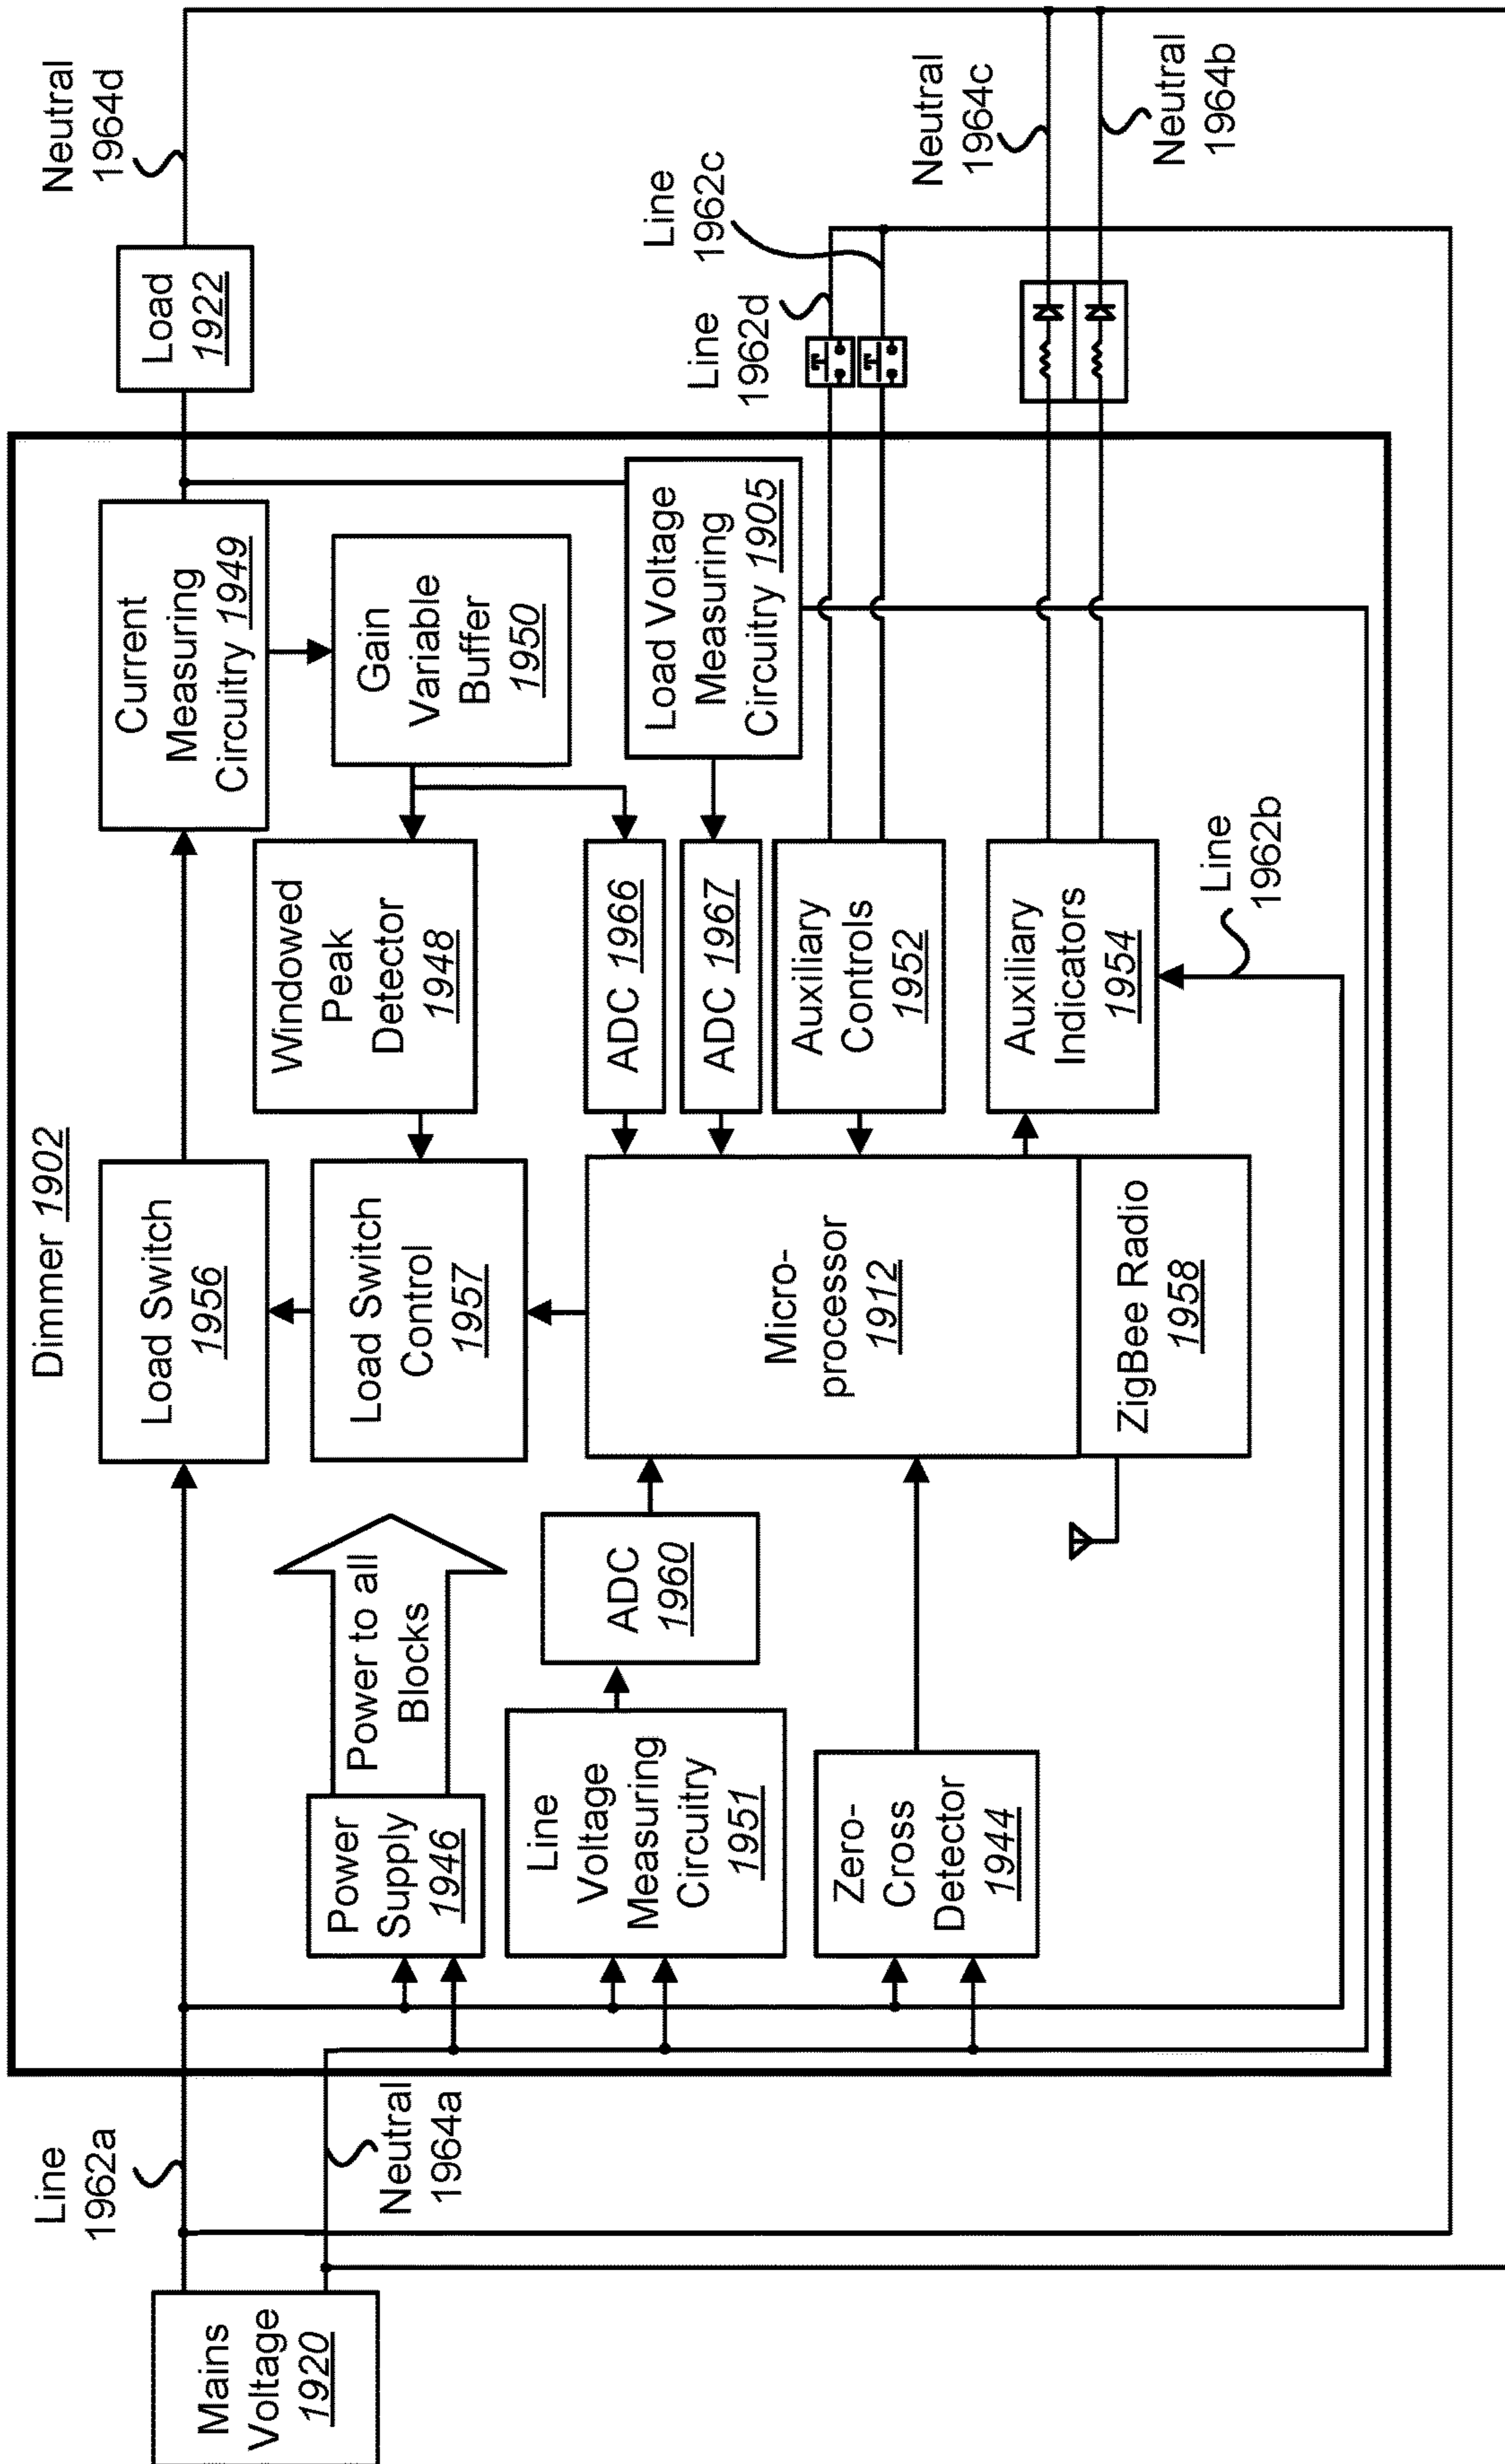 Dimmer 1902
Mains
Voltage
1920
Line
1962a
Neutral
1964a
Load Switch
1956
Current
Measuring
Circuitry 1949
Load
1922
Neutral
1964d
Power
Supply
1946
Power to all
Blocks
Load Switch
Control
1957
Windowed
Peak
Detector
1948
Gain
Variable
Buffer
1950
Line
Voltage
Measuring
Circuitry
1951
ADC
1960
Micro-
processor
1912
ADC 1966
ADC 1967
Load Voltage
Measuring
Circuitry 1905
Line
1962c
Line
1962d
Zero-
Cross
Detector
1944
Auxiliary
Controls
1952
Auxiliary
Indicators
1954
Neutral
1964c
Neutral
1964b
ZigBee Radio
1958
Line
1962b